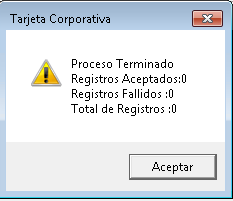 Tarjeta Corporativa
Proceso Terminado
Registros Aceptados:0
Registros Fallidos :0
Total de Registros :0
Aceptar